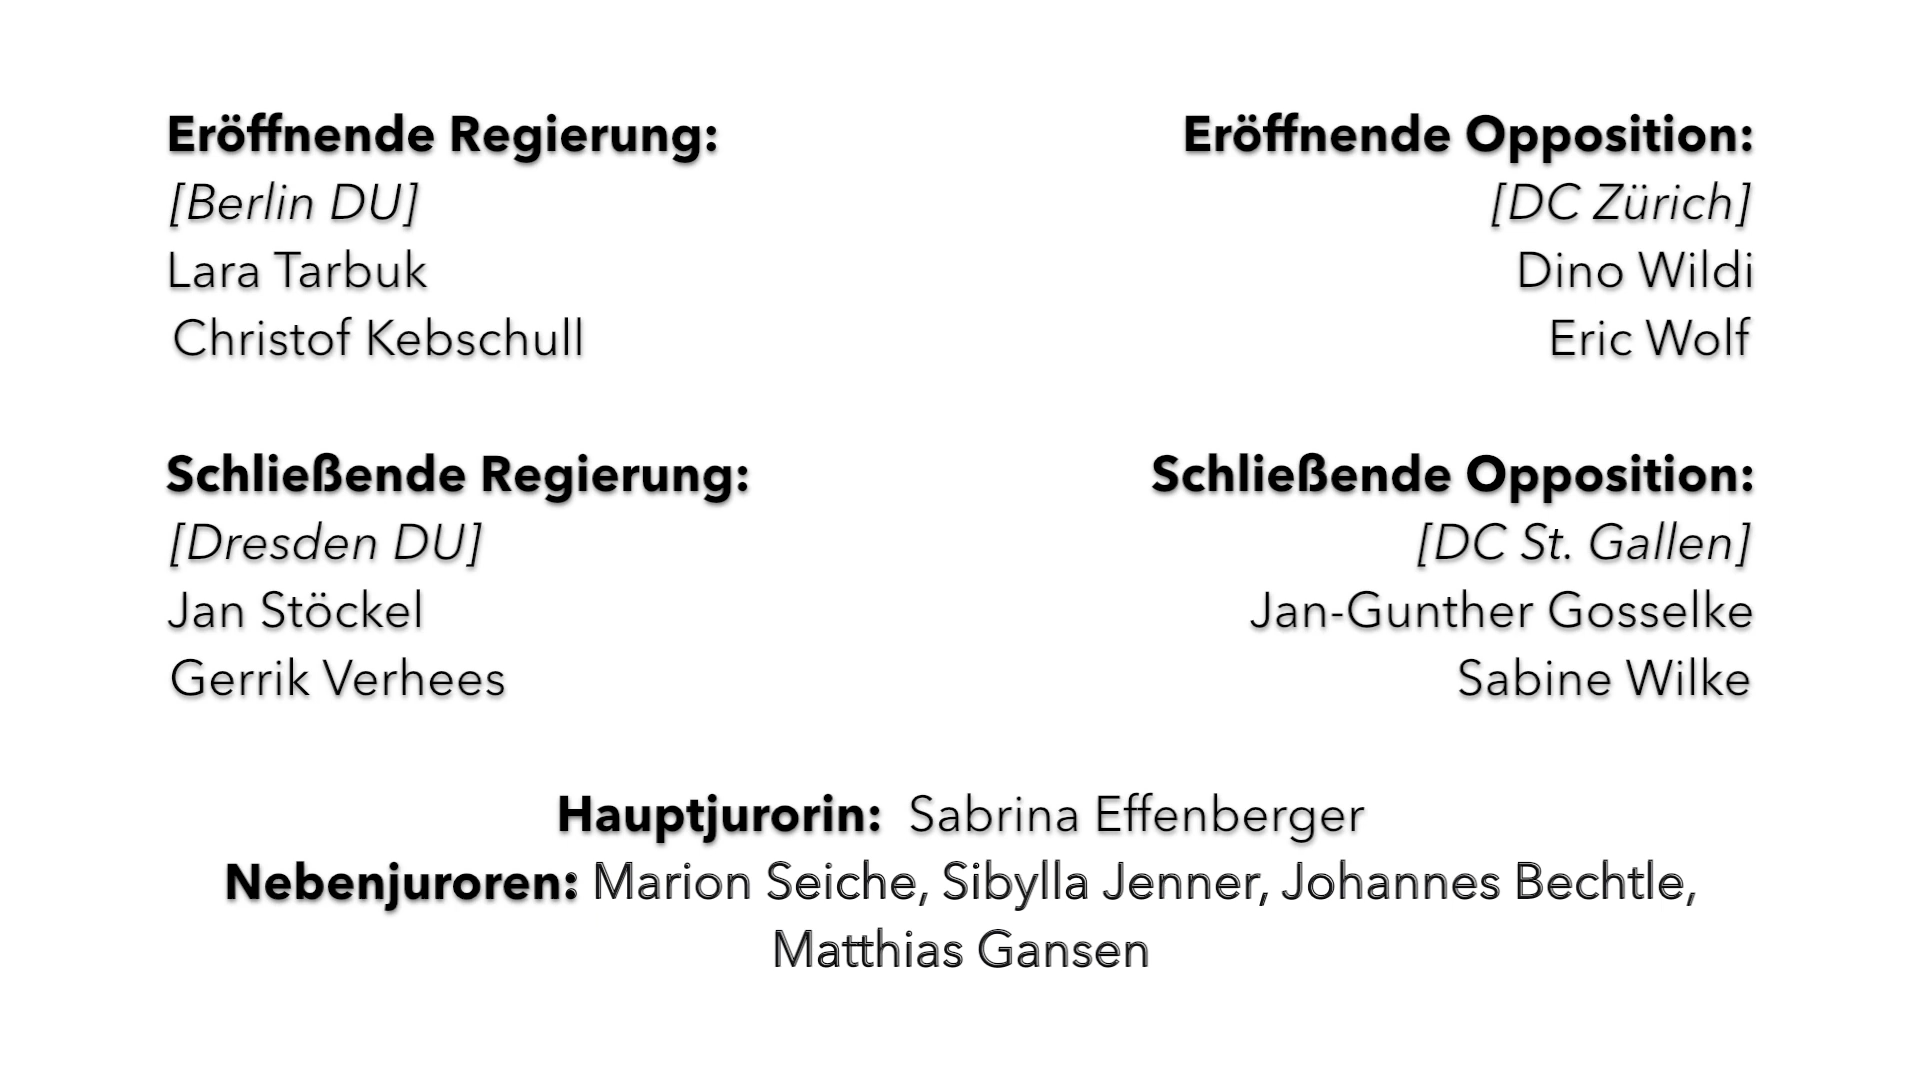 Eröffnende Regierung:
[Berlin DU]
Lara Tarbuk
Christof Kebschull
Eröffnende Opposition:
[DC Zürich]
Dino Wildi
Eric Wolf
Schließende Regierung:
[Dresden DU]
Jan Stöckel
Gerrik Verhees
Schließende Opposition:
[DC St. Gallen]
Jan-Gunther Gosselke
Sabine Wilke
Hauptjurorin: Sabrina Effenberger
Nebenjuroren: Marion Seiche, Sibylla Jenner, Johannes Bechtle,
Matthias Gansen